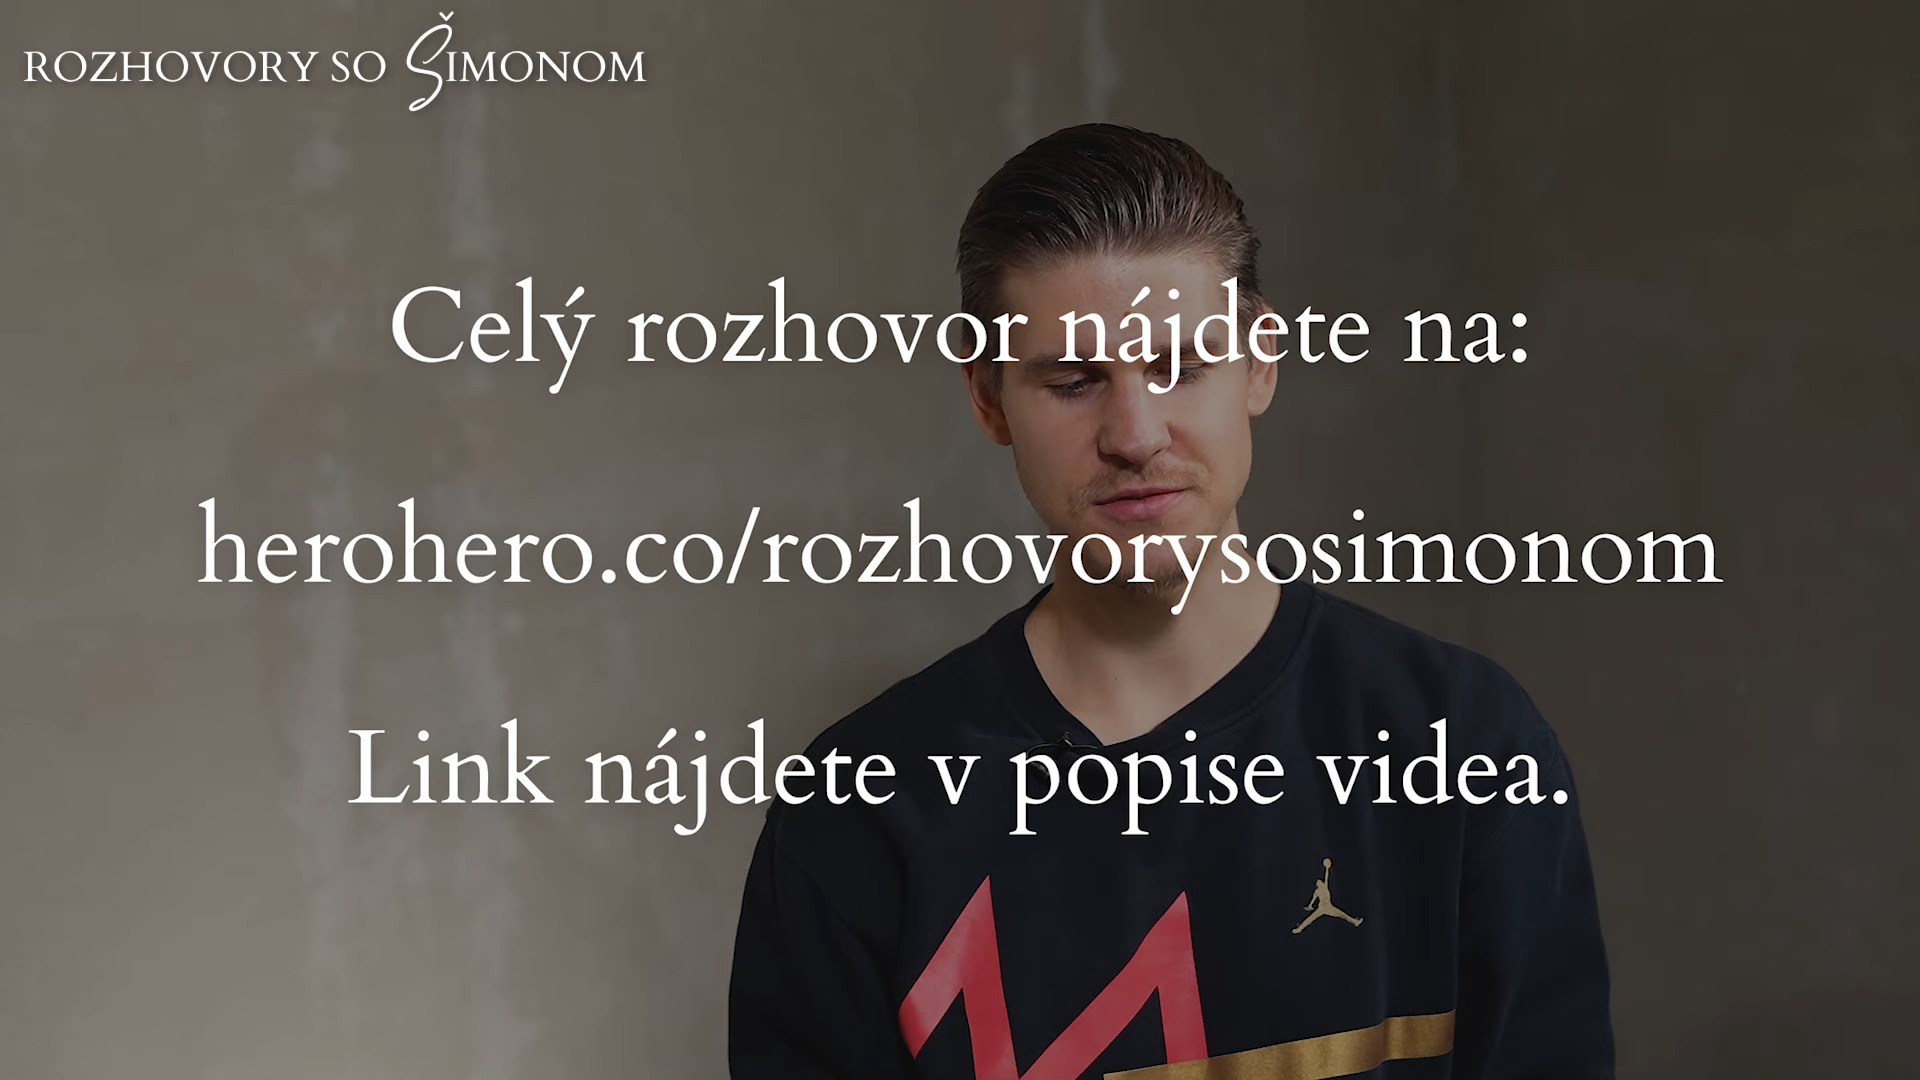 ROZHOVORY SO ŠIMONOM
Celý rozhovor nájdete na:
herohero.co/rozhovorysosimonom
Link nájdete v popise videa.